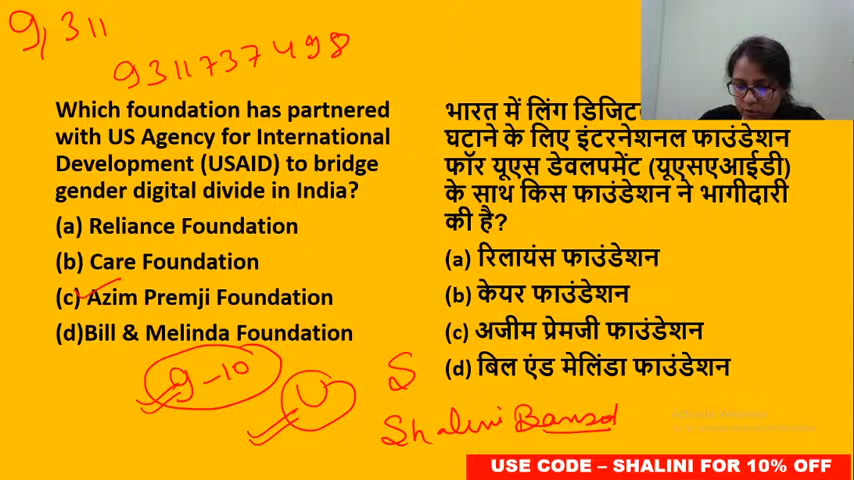 9,311
9311737498
Which foundation has partnered
with US Agency for International
Development (USAID) to bridge
gender digital divide in India?
(a) Reliance Foundation
(b) Care Foundation
(c) Azim Premji Foundation
(d)Bill & Melinda Foundation
भारत में लिंग
घटाने के लिए इंटरनेशनल फाउंडेशन
फॉर यूएस डेवलपमेंट (यूएसएआईडी)
के साथ किस फाउंडेशन ने भागीदारी
की है?
(a) रिलायंस फाउंडेशन
(b) केयर फाउंडेशन
(c) अजीम प्रेमजी फाउंडेशन
(d) बिल एंड मेलिंडा फाउंडेशन
9-10
U
S
Shalini Bansal
USE CODE – SHALINI FOR 10% OFF